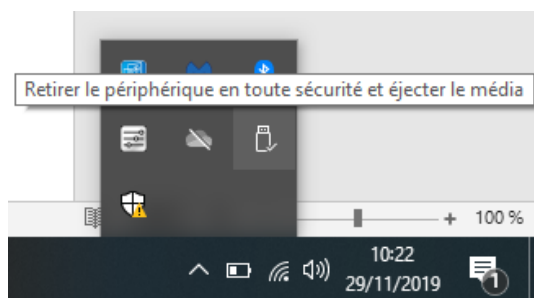 Retirer le périphérique en toute sécurité et éjecter le média
+ 100 %
10:22
29/11/2019
1